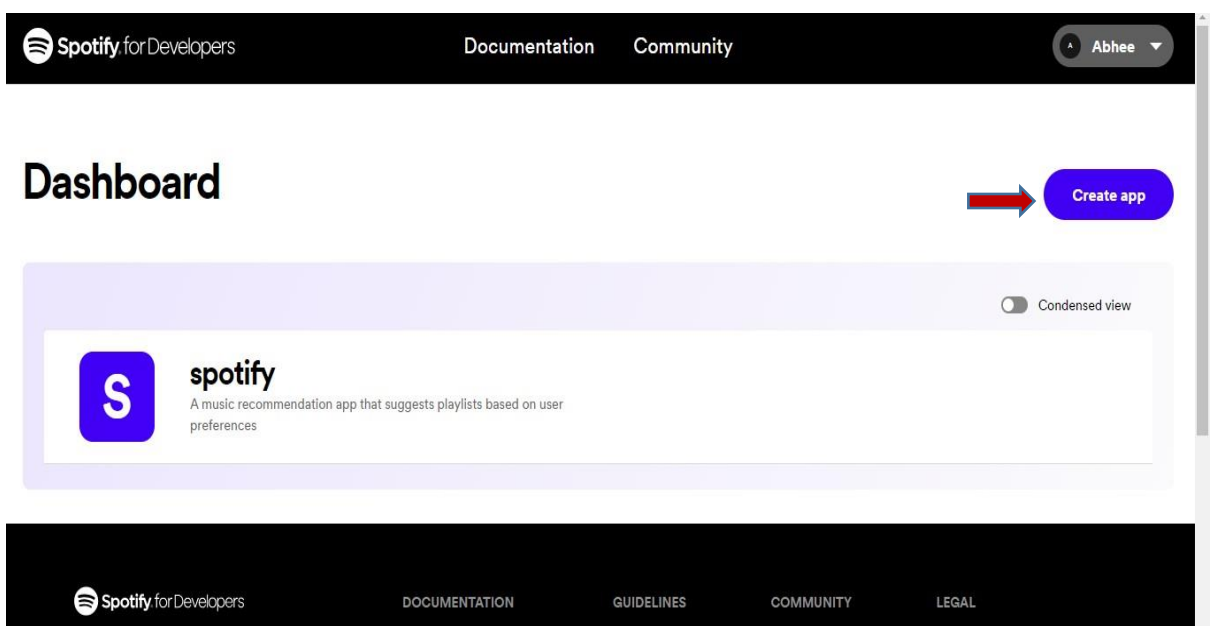 Spotify for Developers
Documentation
Community
A
Abhee
Dashboard
Create app
Condensed view
S
spotify
A music recommendation app that suggests playlists based on user
preferences
Spotify for Developers
DOCUMENTATION
GUIDELINES
COMMUNITY
LEGAL